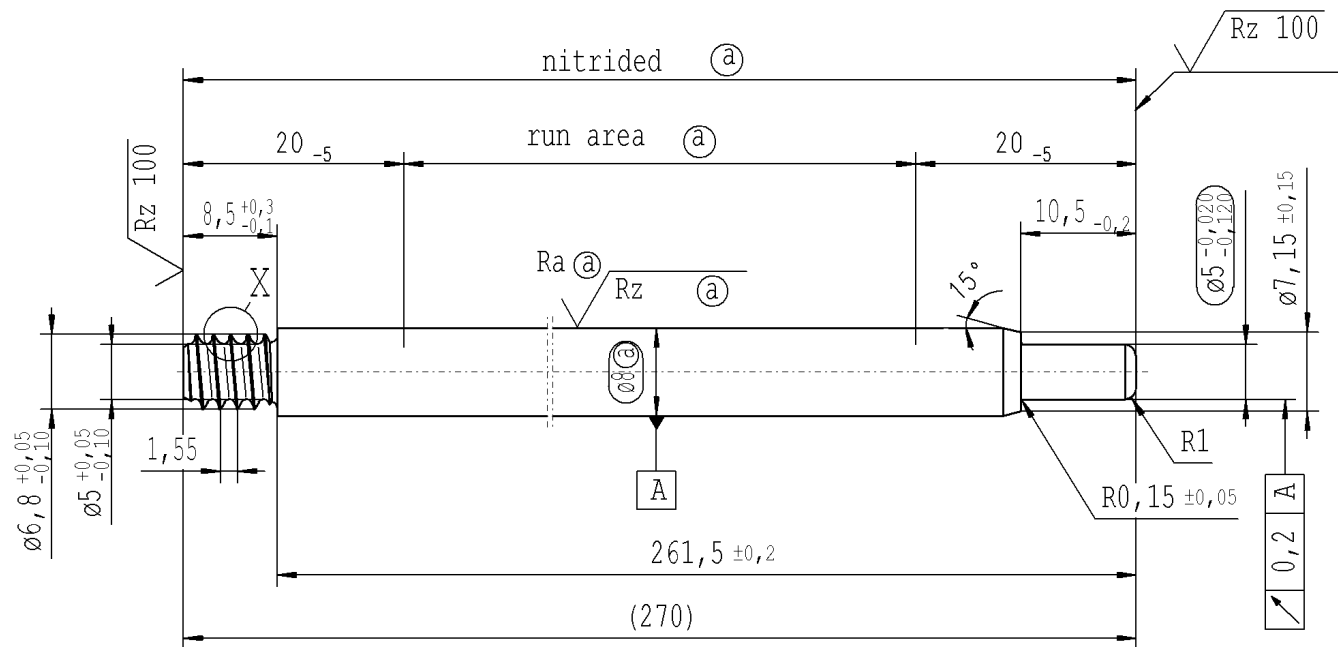 Rz 100
nitrided a
20 -5
run area a
20 -5
Rz 100
8,5 +0,3 -0,1
10,5 -0,2
ø5 -0,020 -0,120
ø7,15 ±0,15
X
Ra a
Rz a
15°
ø8 a
ø6,8 +0,05 -0,10
ø5 +0,05 -0,10
1,55
A
R1
R0,15 ±0,05
0,2 A
261,5 ±0,2
(270)